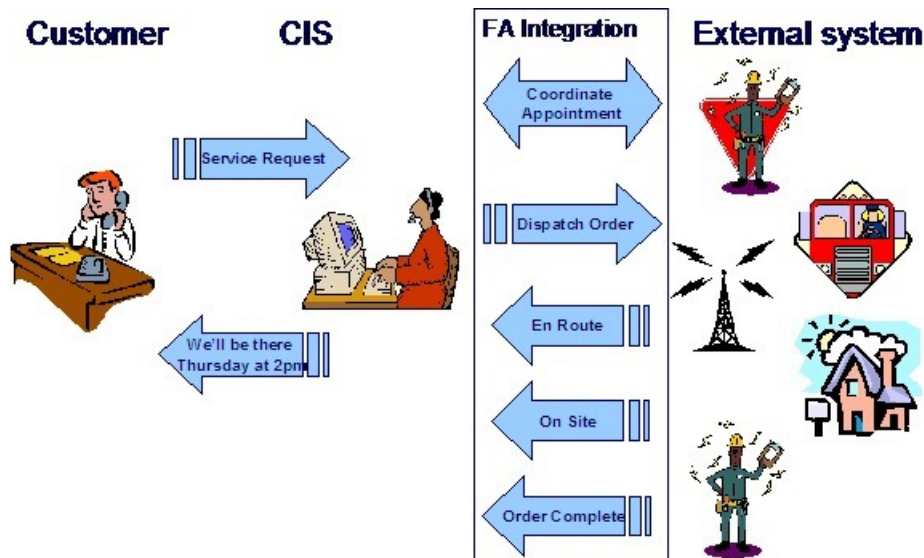 Customer
CIS
FA Integration
External system
Coordinate
Appointment
Service Request
Dispatch Order
We'll be there
Thursday at 2pm
En Route
On Site
Order Complete